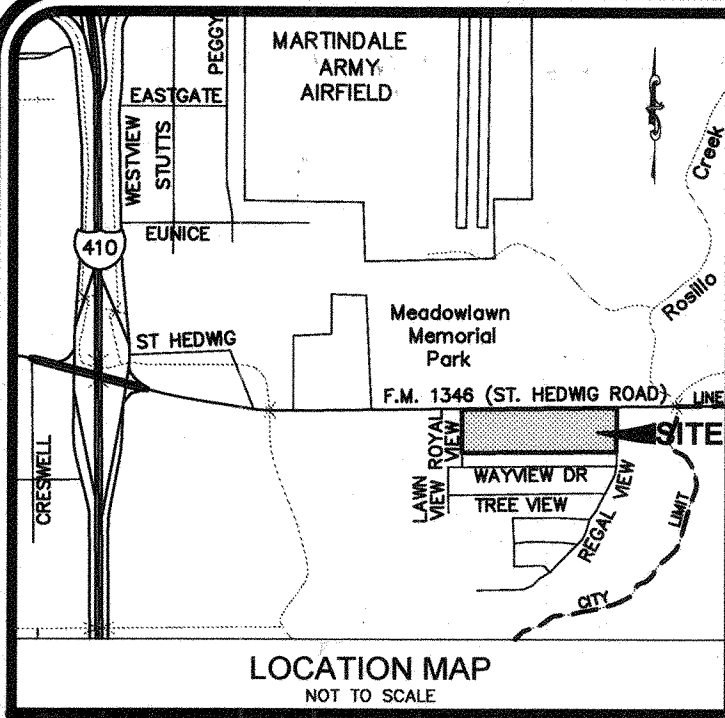 MARTINDALE
ARMY
AIRFIELD
PEGGY
EASTGATE
WESTVIEW
STUTTS
EUNICE
410
Creek
Rosillo
ST HEDWIG
Meadowlawn
Memorial
Park
F.M. 1346 (ST. HEDWIG ROAD)
LINE
ROYAL
VIEW
SITE
CRESWELL
LAWN
VIEW
WAYVIEW DR
TREE VIEW
REGAL VIEW
LIMIT
CITY
LOCATION MAP
NOT TO SCALE